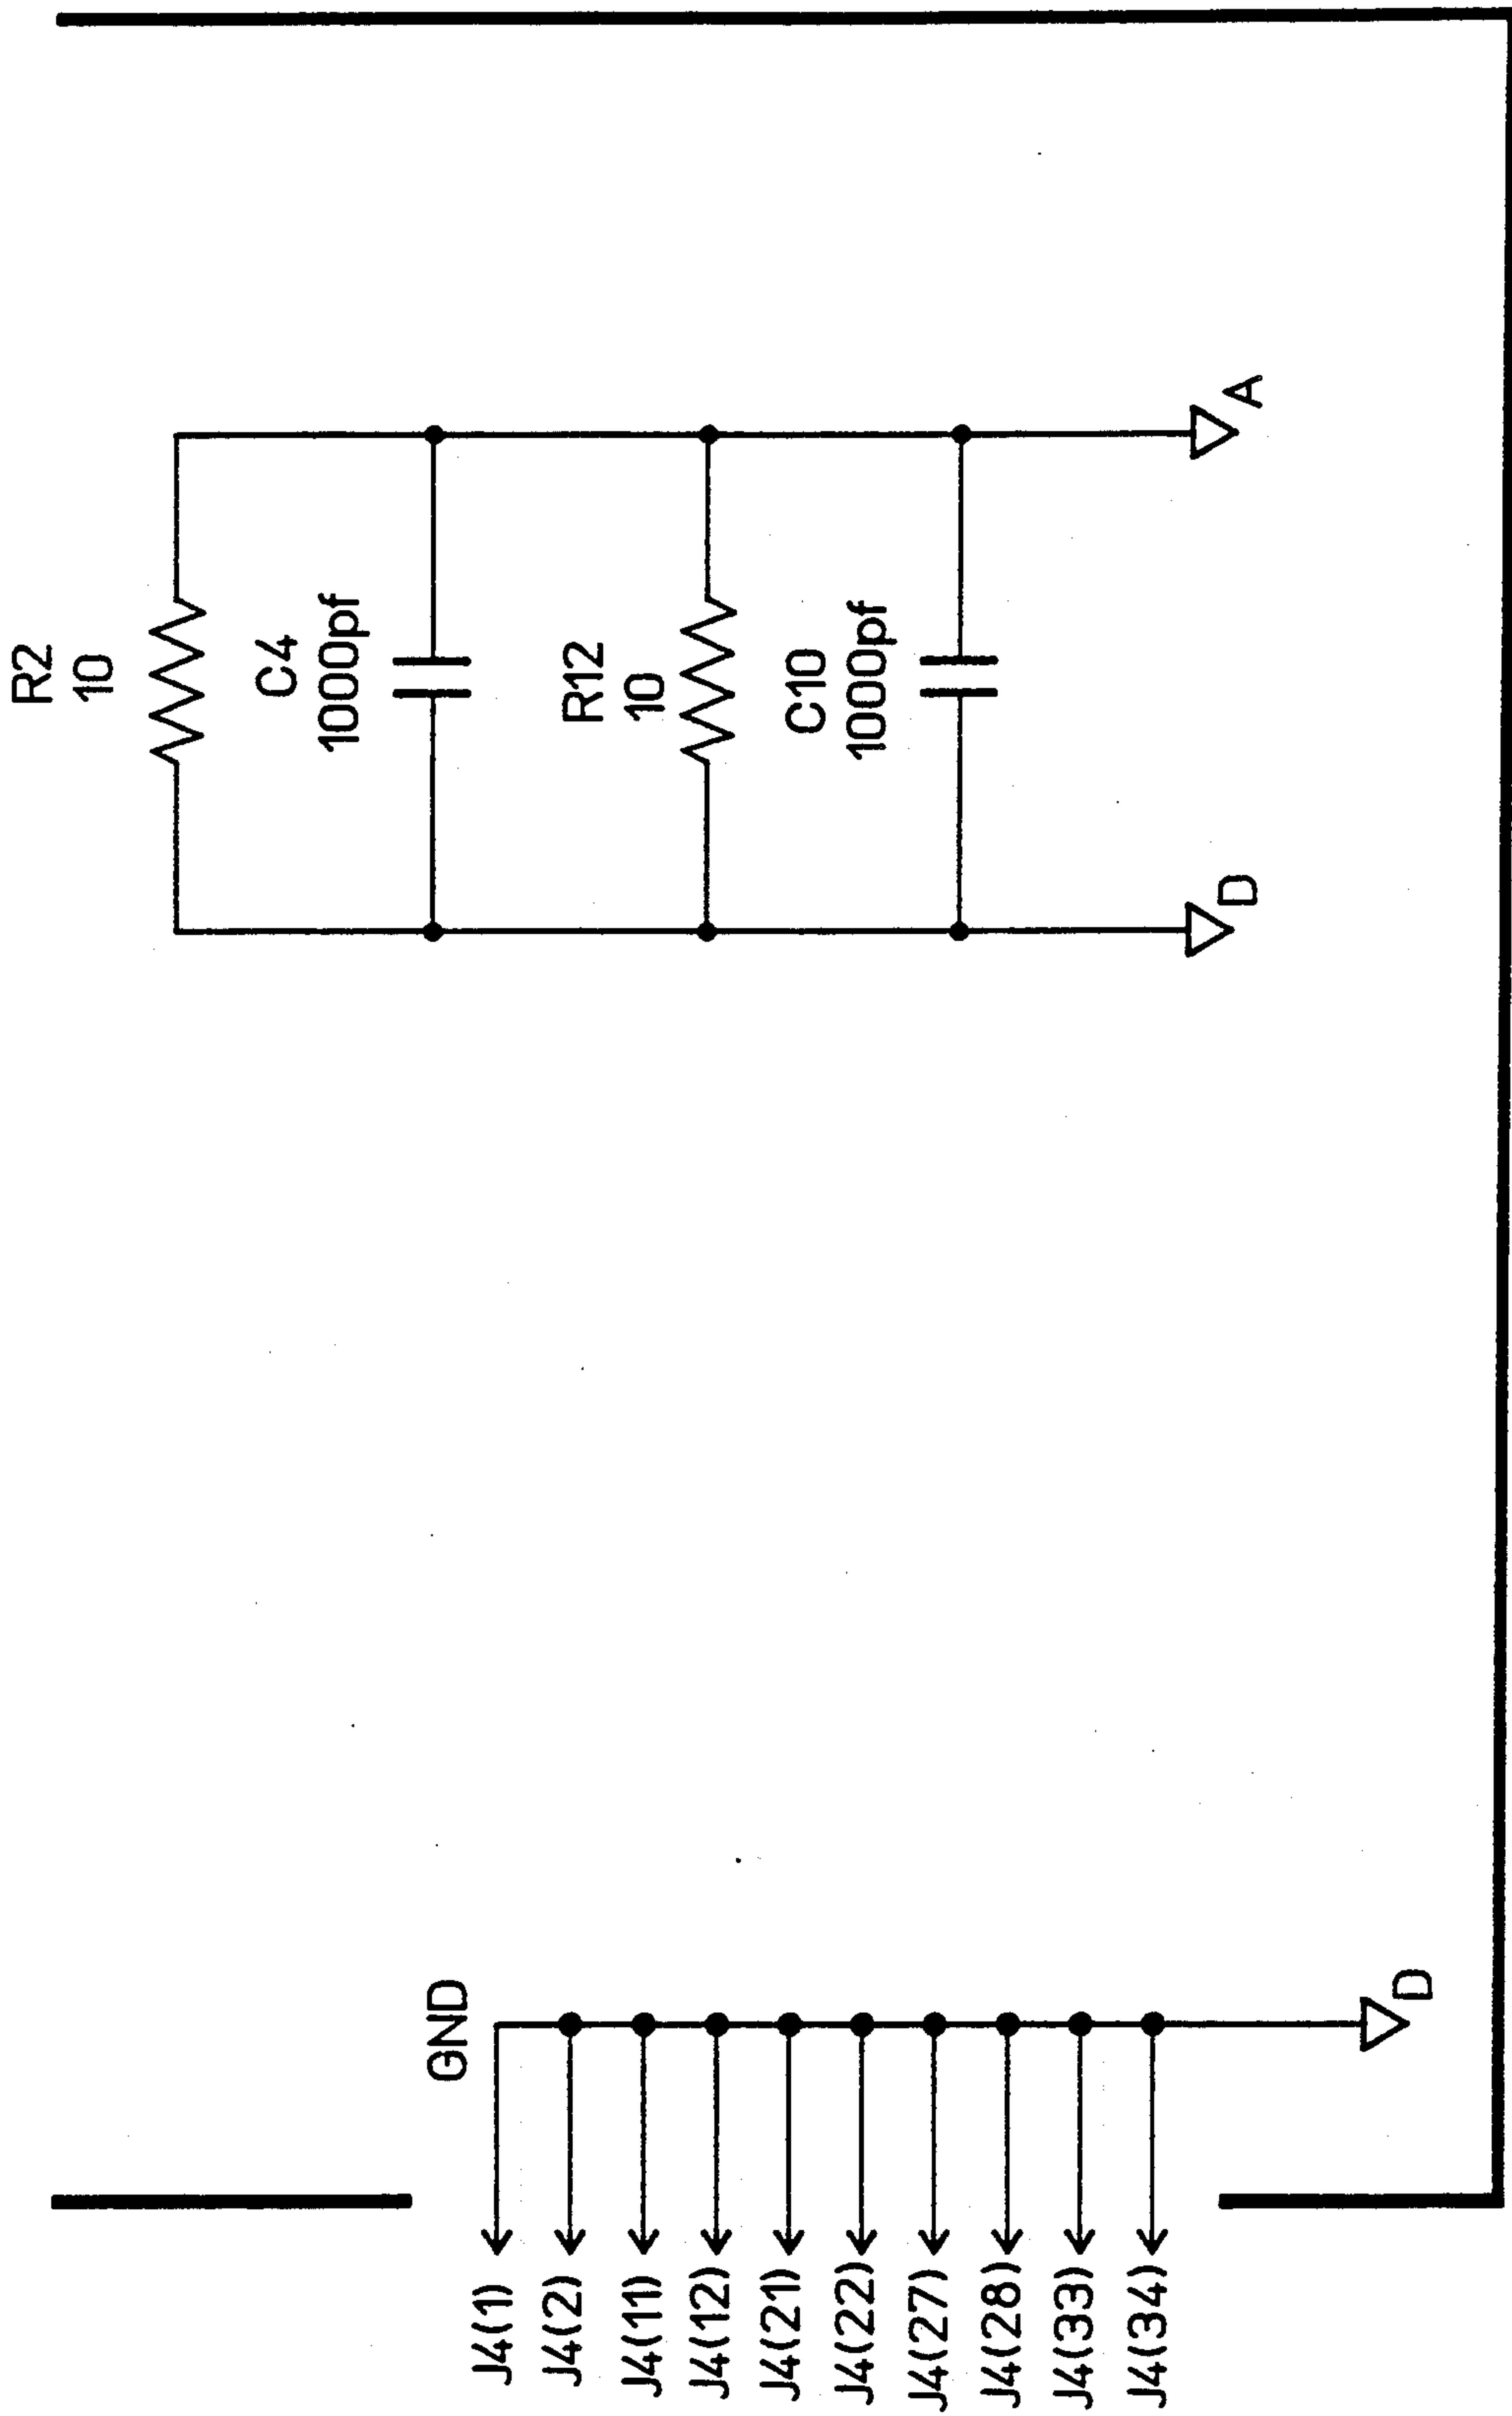 GND
J4(1)
J4(2)
J4(11)
J4(12)
J4(21)
J4(22)
J4(27)
J4(28)
J4(33)
J4(34)
D
R2
10
C4
1000pf
R12
10
C10
1000pf
D
A